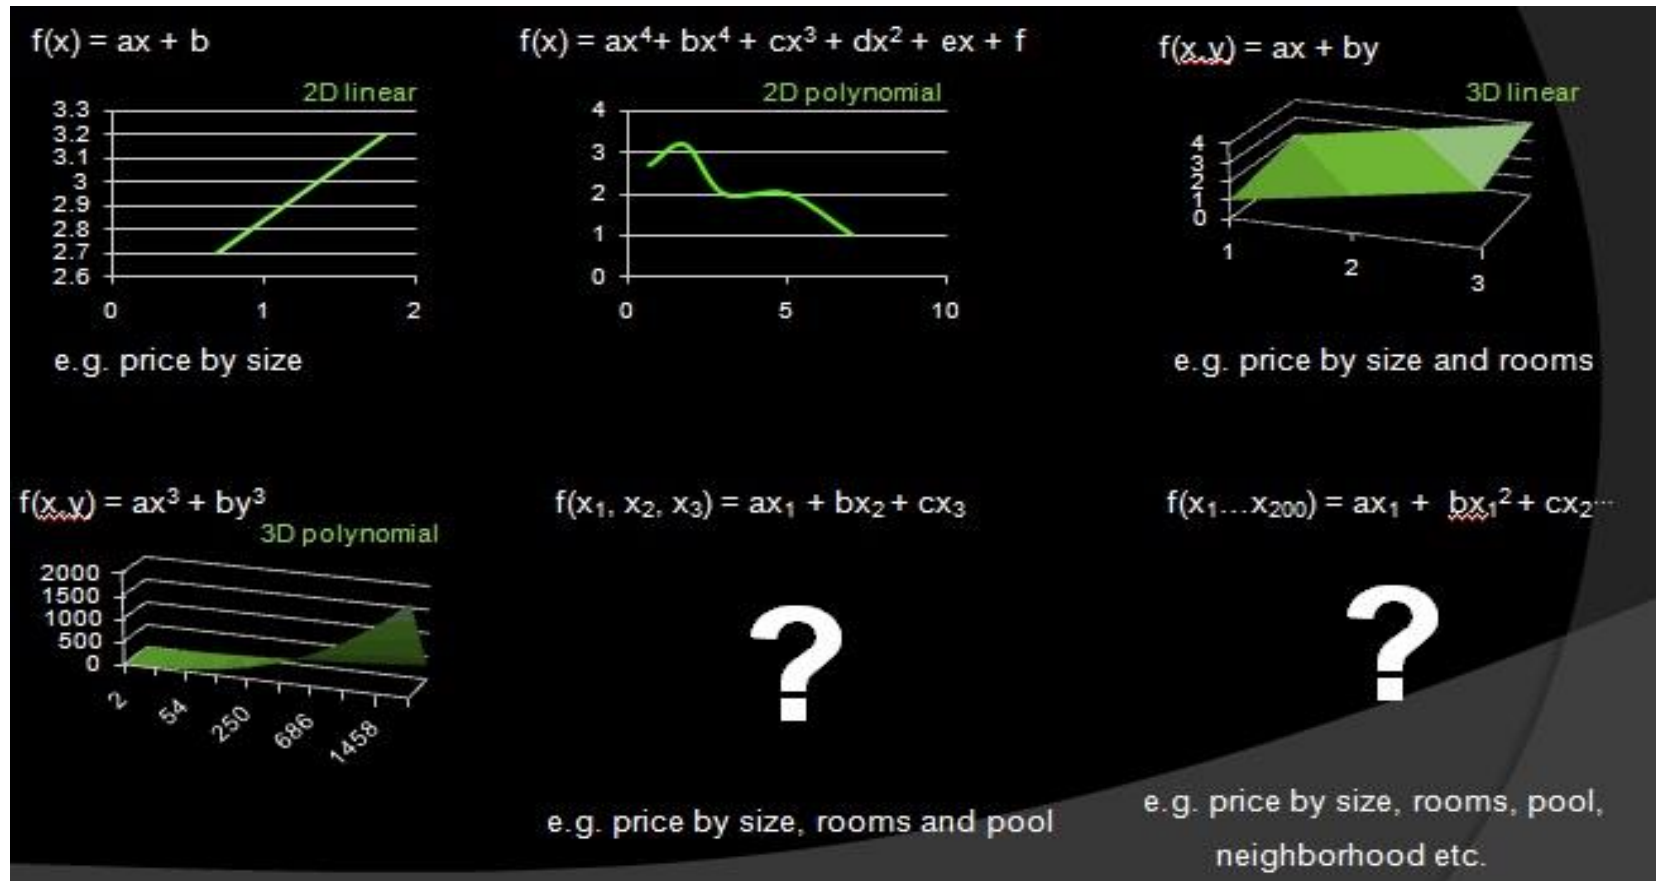 f(x) = ax + b
2D linear
3.3
3.2
3.1
3
2.9
2.8
2.7
2.6
0 1 2
e.g. price by size
f(x) = ax⁴+ bx⁴ + cx³ + dx² + ex + f
2D polynomial
4
3
2
1
0
0 5 10
f(x,y) = ax + by
3D linear
4
3
2
1
0
1 2 3
e.g. price by size and rooms
f(x,y) = ax³ + by³
3D polynomial
2000
1500
1000
500
0
2 54 250 686 1458
f(x₁, x₂, x₃) = ax₁ + bx₂ + cx₃
?
e.g. price by size, rooms and pool
f(x₁...x₂₀₀) = ax₁ + bx₁² + cx₂...
?
e.g. price by size, rooms, pool,
neighborhood etc.